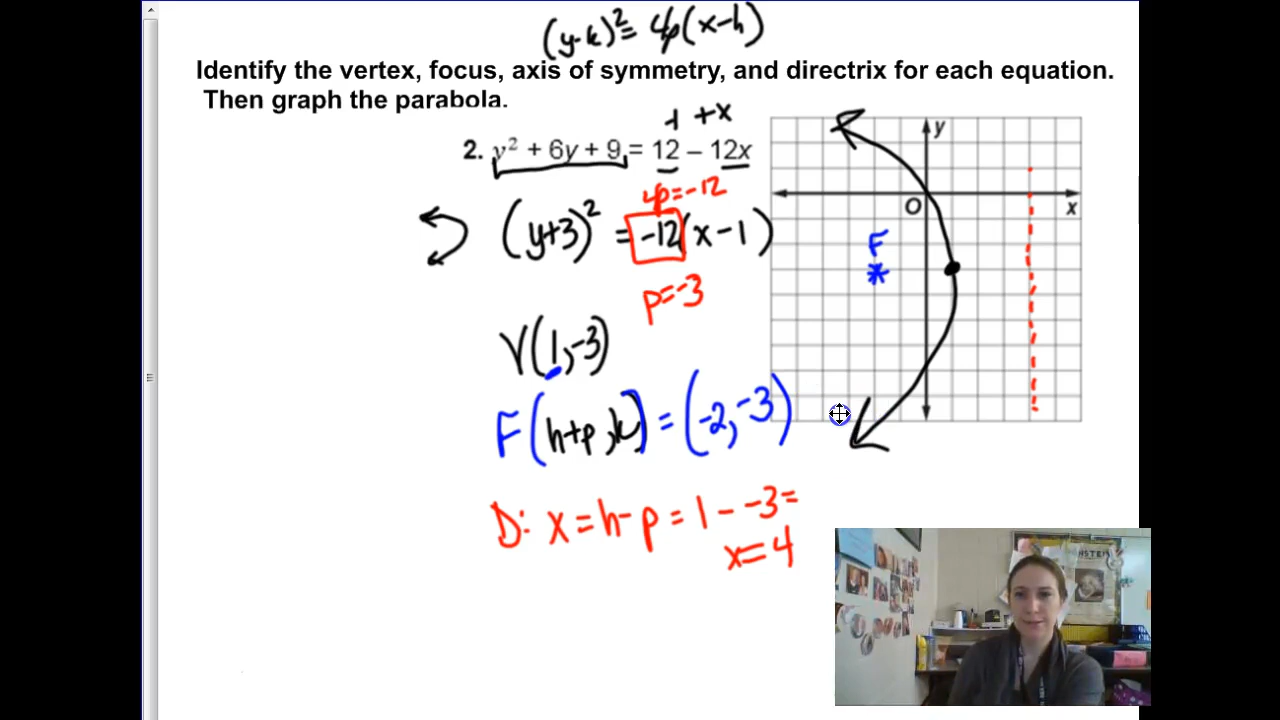 (y-k)² = 4p(x-h)
Identify the vertex, focus, axis of symmetry, and directrix for each equation.
Then graph the parabola.
-1 +x
2. y² + 6y + 9 = 12 – 12x
4p=-12
(y+3)² = -12(x-1)
p=-3
V(1,-3)
F(h+p,k) = (-2,-3)
D: x=h-p=1--3=
x=4
y
O
x
F